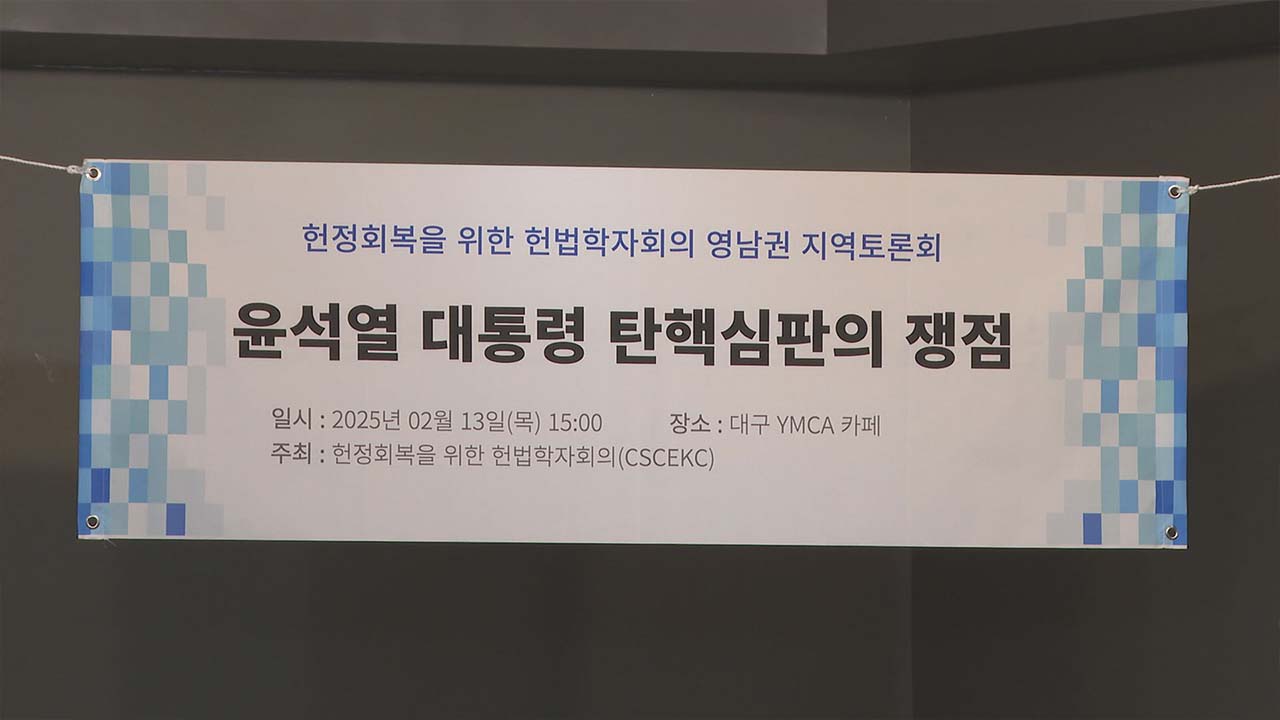 헌정회복을 위한 헌법학자회의 영남권 지역토론회
윤석열 대통령 탄핵심판의 쟁점
일시 : 2025년 02월 13일(목) 15:00 장소 : 대구 YMCA 카페
주최 : 헌정회복을 위한 헌법학자회의(CSCEKC)